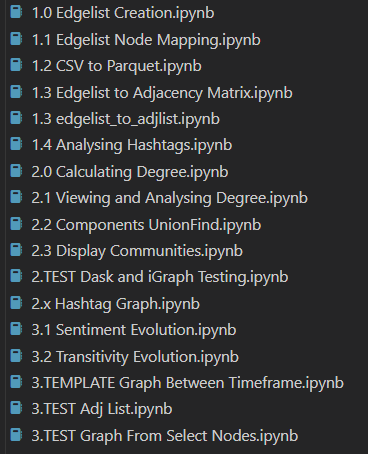 1.0 Edgelist Creation.ipynb
1.1 Edgelist Node Mapping.ipynb
1.2 CSV to Parquet.ipynb
1.3 Edgelist to Adjacency Matrix.ipynb
1.3 edgelist_to_adjlist.ipynb
1.4 Analysing Hashtags.ipynb
2.0 Calculating Degree.ipynb
2.1 Viewing and Analysing Degree.ipynb
2.2 Components UnionFind.ipynb
2.3 Display Communities.ipynb
2.TEST Dask and iGraph Testing.ipynb
2.x Hashtag Graph.ipynb
3.1 Sentiment Evolution.ipynb
3.2 Transitivity Evolution.ipynb
3.TEMPLATE Graph Between Timeframe.ipynb
3.TEST Adj List.ipynb
3.TEST Graph From Select Nodes.ipynb